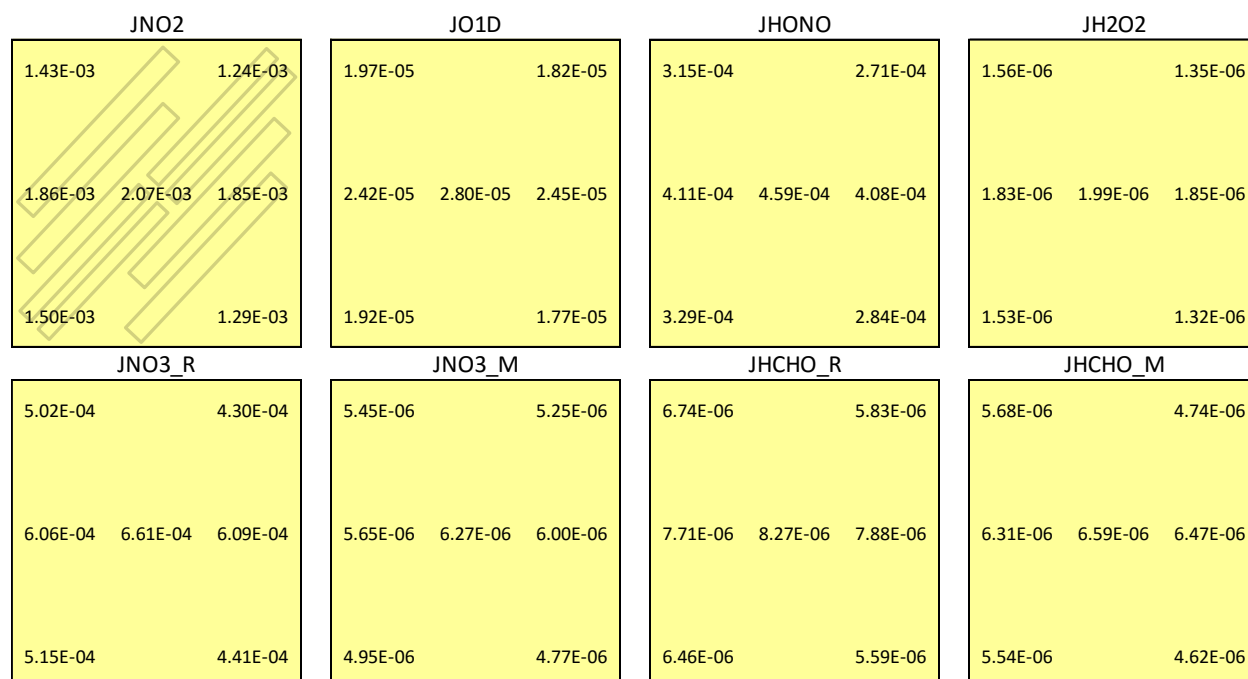 JNO2 JO1D JHONO JH2O2
1.43E-03 1.24E-03 1.97E-05 1.82E-05 3.15E-04 2.71E-04 1.56E-06 1.35E-06
1.86E-03 2.07E-03 1.85E-03 2.42E-05 2.80E-05 2.45E-05 4.11E-04 4.59E-04 4.08E-04 1.83E-06 1.99E-06 1.85E-06
1.50E-03 1.29E-03 1.92E-05 1.77E-05 3.29E-04 2.84E-04 1.53E-06 1.32E-06
JNO3_R JNO3_M JHCHO_R JHCHO_M
5.02E-04 4.30E-04 5.45E-06 5.25E-06 6.74E-06 5.83E-06 5.68E-06 4.74E-06
6.06E-04 6.61E-04 6.09E-04 5.65E-06 6.27E-06 6.00E-06 7.71E-06 8.27E-06 7.88E-06 6.31E-06 6.59E-06 6.47E-06
5.15E-04 4.41E-04 4.95E-06 4.77E-06 6.46E-06 5.59E-06 5.54E-06 4.62E-06